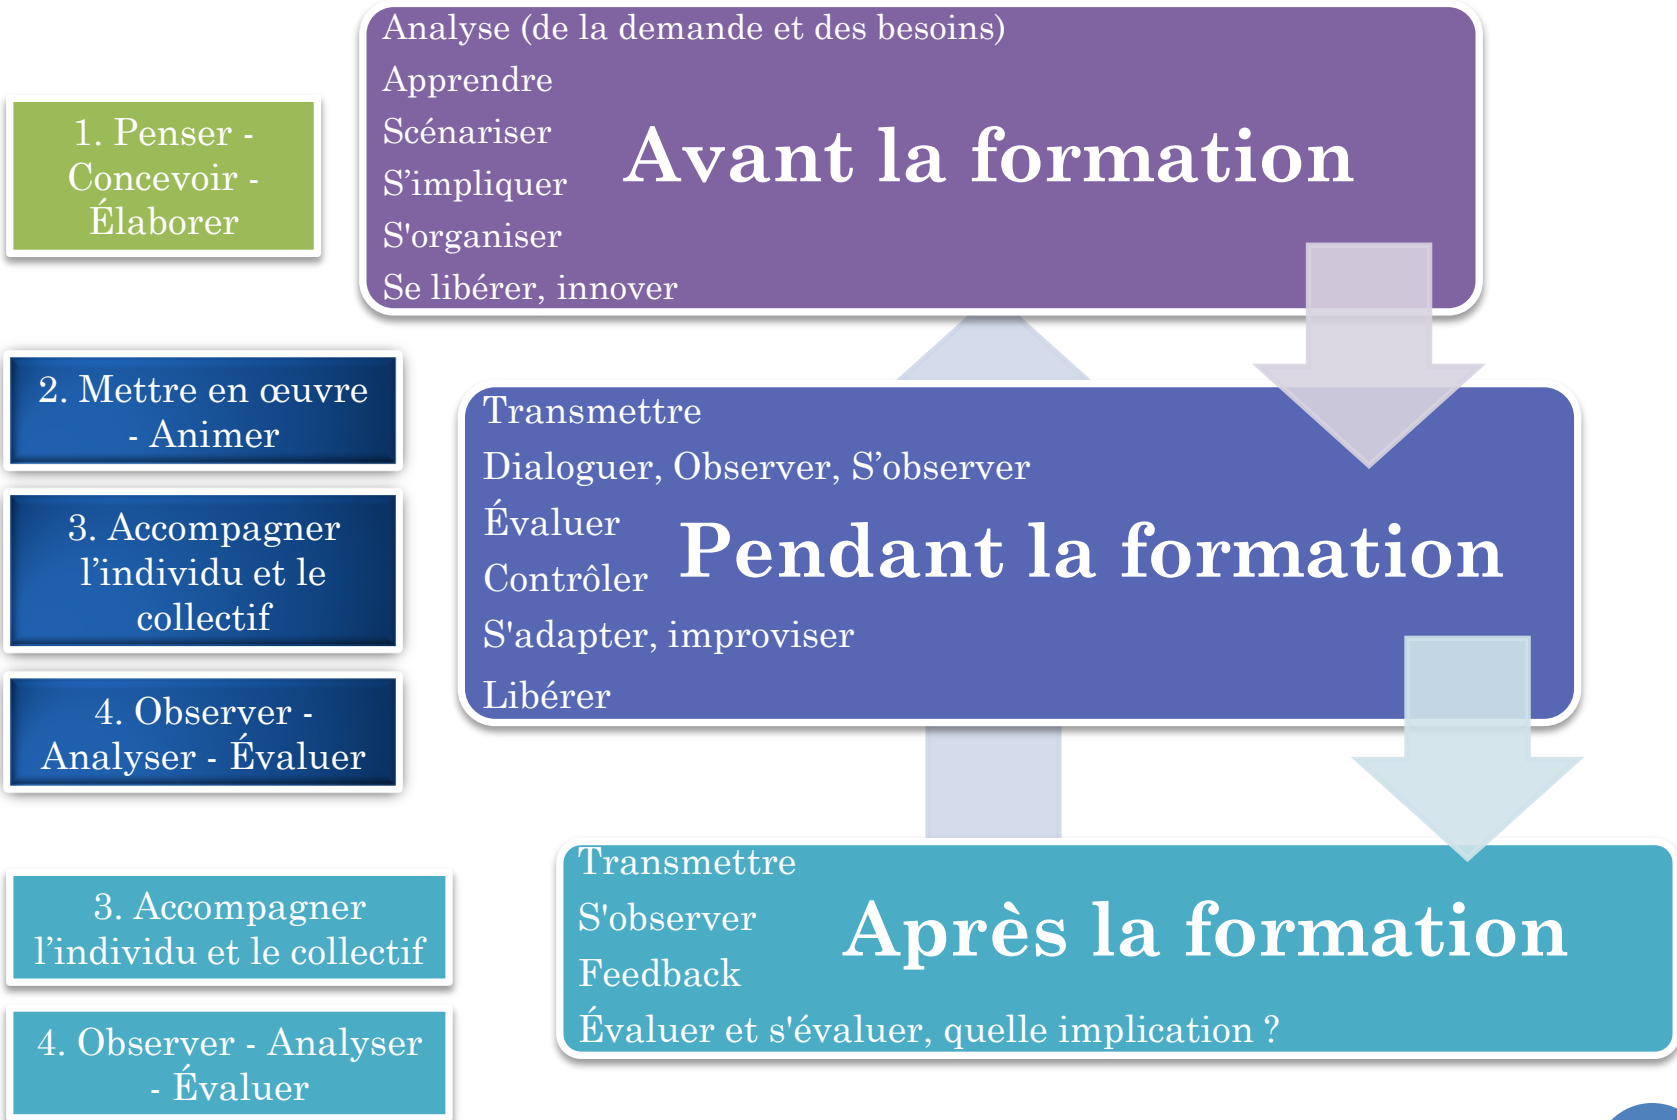 1. Penser -
Concevoir -
Élaborer
Analyse (de la demande et des besoins)
Apprendre
Scénariser
S’impliquer
S'organiser
Se libérer, innover
Avant la formation
2. Mettre en œuvre
- Animer
3. Accompagner
l’individu et le
collectif
4. Observer -
Analyser - Évaluer
Transmettre
Dialoguer, Observer, S’observer
Évaluer
Contrôler
S'adapter, improviser
Libérer
Pendant la formation
3. Accompagner
l’individu et le collectif
4. Observer - Analyser
- Évaluer
Transmettre
S'observer
Feedback
Évaluer et s'évaluer, quelle implication ?
Après la formation